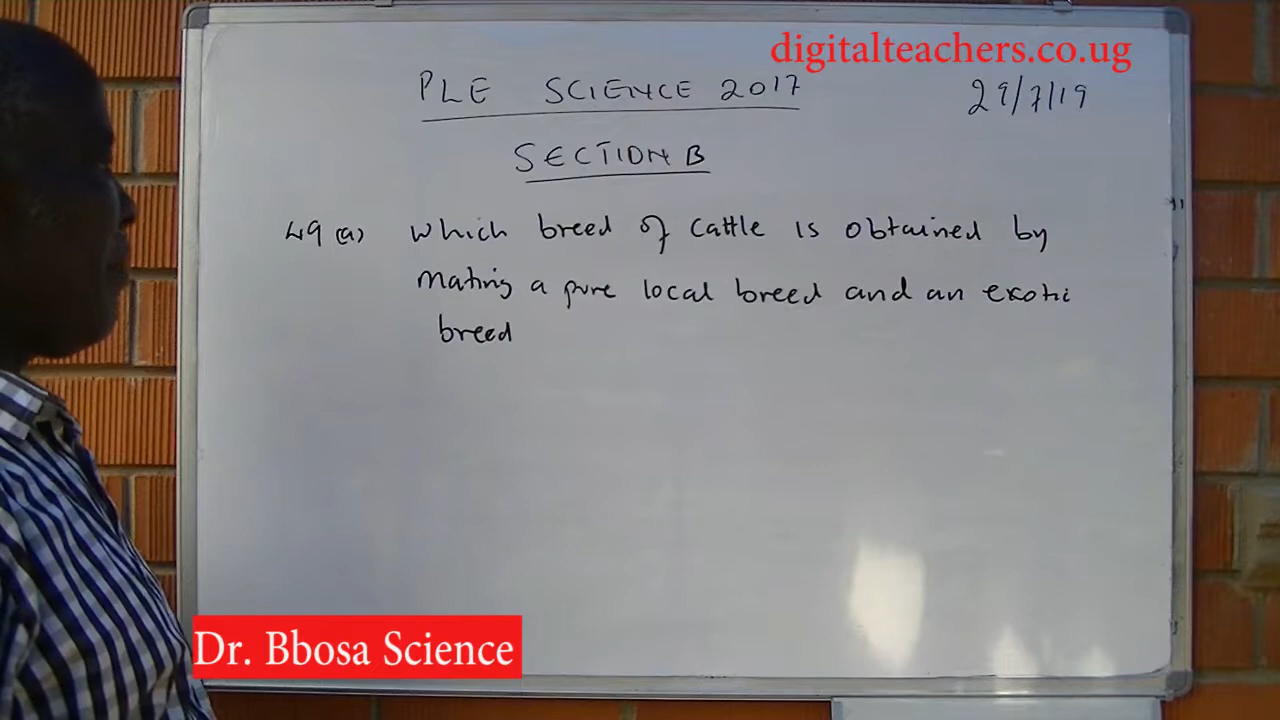 digitalteachers.co.ug
PLE SCIENCE 2017
29/7/19
SECTION B
49 (a) Which breed of cattle is obtained by
mating a pure local breed and an exotic
breed
Dr. Bbosa Science